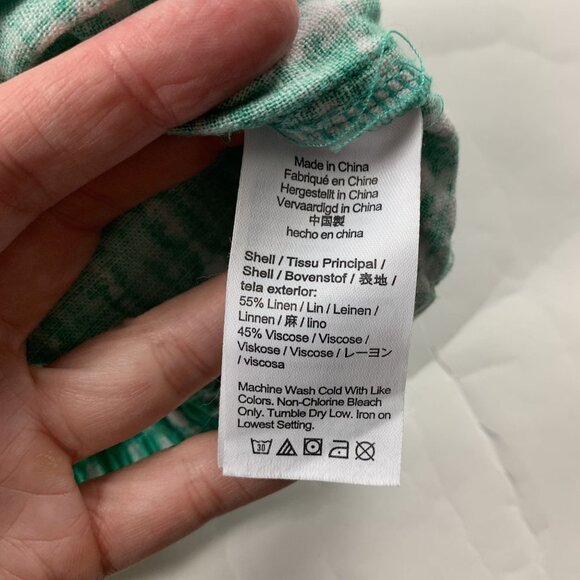 Made in China
Fabriqué en Chine
Hergestellt in China
Vervaardigd in China
中国製
hecho en china
Shell / Tissu Principal /
Shell / Bovenstof / 表地 /
tela exterior:
55% Linen / Lin / Leinen /
Linnen / 麻 / lino
45% Viscose / Viscose /
Viskose / Viscose / レーヨン
/ viscosa
Machine Wash Cold With Like
Colors. Non-Chlorine Bleach
Only. Tumble Dry Low. Iron on
Lowest Setting.
30